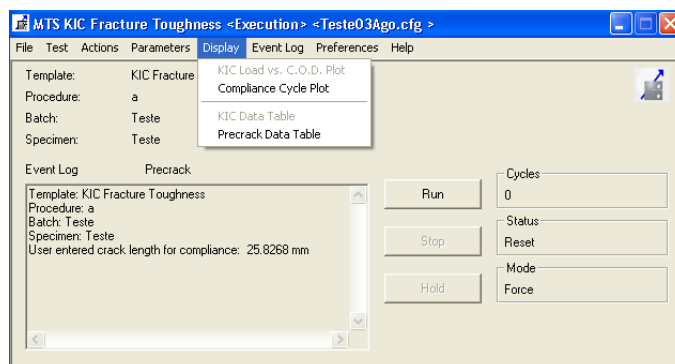 MTS KIC Fracture Toughness <Execution> <Teste03Ago.cfg >
File Test Actions Parameters Display Event Log Preferences Help
KIC Load vs. C.O.D. Plot
Compliance Cycle Plot
KIC Data Table
Precrack Data Table
Template: KIC Fracture
Procedure: a
Batch: Teste
Specimen: Teste
Event Log Precrack
Template: KIC Fracture Toughness
Procedure: a
Batch: Teste
Specimen: Teste
User entered crack length for compliance: 25.8268 mm
Run
Stop
Hold
Cycles
0
Status
Reset
Mode
Force